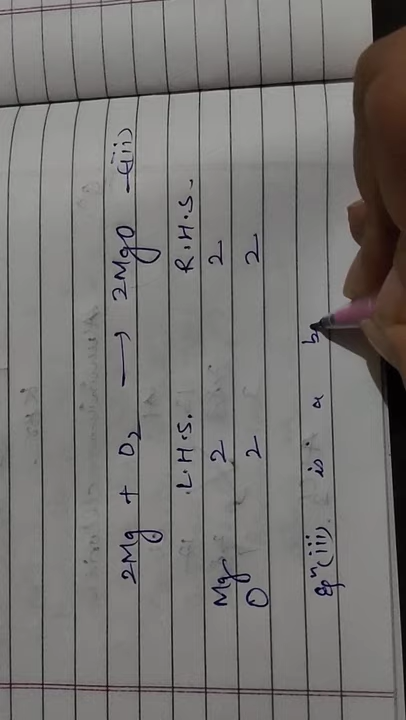 2Mg + O₂ → 2MgO —(iii)
L.H.S. R.H.S.
Mg 2 2
O 2 2
Eqⁿ(iii) is a b